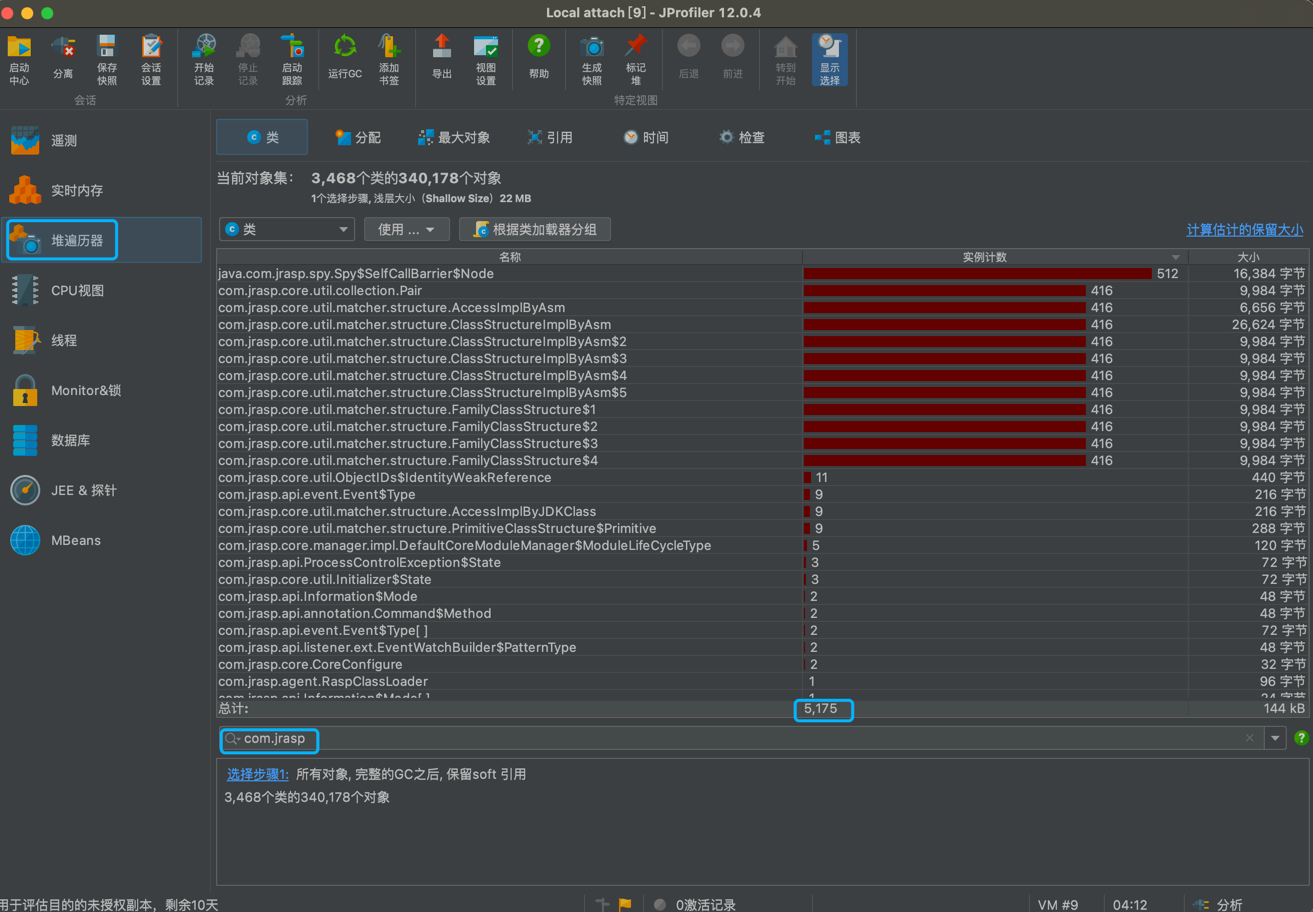 Local attach [9] - JProfiler 12.0.4
启动中心 分离 保存快照 会话设置 开始记录 停止记录 启动跟踪 运行GC 添加书签 导出 视图设置 帮助 生成快照 标记堆 后退 前进 转到开始 显示选择
会话 分析 特定视图
遥测
实时内存
堆遍历器
CPU视图
线程
Monitor&锁
数据库
JEE & 探针
MBeans
类 分配 最大对象 引用 时间 检查 图表
当前对象集： 3,468个类的340,178个对象
1个选择步骤, 浅层大小（Shallow Size）22 MB
类 使用 ... 根据类加载器分组 计算估计的保留大小
名称 实例计数 大小
java.com.jrasp.spy.Spy$SelfCallBarrier$Node 512 16,384 字节
com.jrasp.core.util.collection.Pair 416 9,984 字节
com.jrasp.core.util.matcher.structure.AccessImplByAsm 416 6,656 字节
com.jrasp.core.util.matcher.structure.ClassStructureImplByAsm 416 26,624 字节
com.jrasp.core.util.matcher.structure.ClassStructureImplByAsm$2 416 9,984 字节
com.jrasp.core.util.matcher.structure.ClassStructureImplByAsm$3 416 9,984 字节
com.jrasp.core.util.matcher.structure.ClassStructureImplByAsm$4 416 9,984 字节
com.jrasp.core.util.matcher.structure.ClassStructureImplByAsm$5 416 9,984 字节
com.jrasp.core.util.matcher.structure.FamilyClassStructure$1 416 9,984 字节
com.jrasp.core.util.matcher.structure.FamilyClassStructure$2 416 9,984 字节
com.jrasp.core.util.matcher.structure.FamilyClassStructure$3 416 9,984 字节
com.jrasp.core.util.matcher.structure.FamilyClassStructure$4 416 9,984 字节
com.jrasp.core.util.ObjectIDs$IdentityWeakReference 11 440 字节
com.jrasp.api.event.Event$Type 9 216 字节
com.jrasp.core.util.matcher.structure.AccessImplByJDKClass 9 216 字节
com.jrasp.core.util.matcher.structure.PrimitiveClassStructure$Primitive 9 288 字节
com.jrasp.core.manager.impl.DefaultCoreModuleManager$ModuleLifeCycleType 5 120 字节
com.jrasp.api.ProcessControlException$State 3 72 字节
com.jrasp.core.util.Initializer$State 3 72 字节
com.jrasp.api.Information$Mode 2 48 字节
com.jrasp.api.annotation.Command$Method 2 48 字节
com.jrasp.api.event.Event$Type[ ] 2 72 字节
com.jrasp.api.listener.ext.EventWatchBuilder$PatternType 2 48 字节
com.jrasp.core.CoreConfigure 2 32 字节
com.jrasp.agent.RaspClassLoader 1 96 字节
com.jrasp.api.Information$Mode[ ] 1 24 字节
总计: 5,175 144 kB
com.jrasp
选择步骤1: 所有对象, 完整的GC之后, 保留soft 引用
3,468个类的340,178个对象
用于评估目的的未授权副本，剩余10天 0激活记录 VM #9 04:12 分析